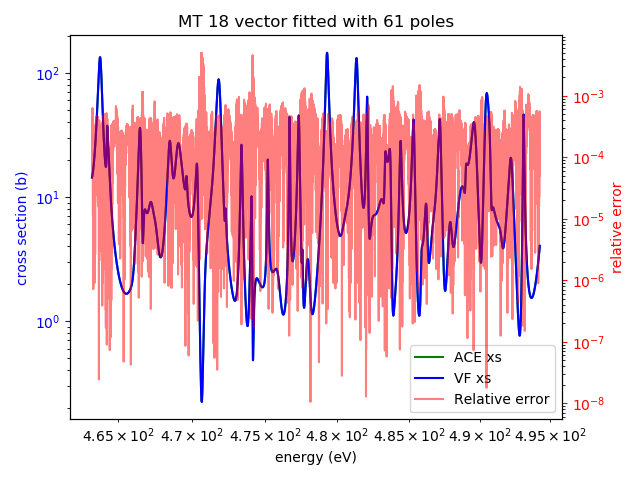 MT 18 vector fitted with 61 poles
cross section (b)
10²
10¹
10⁰
10⁻³
10⁻⁴
10⁻⁵
10⁻⁶
10⁻⁷
10⁻⁸
relative error
ACE xs
VF xs
Relative error
4.65 × 10² 4.7 × 10² 4.75 × 10² 4.8 × 10² 4.85 × 10² 4.9 × 10² 4.95 × 10²
energy (eV)